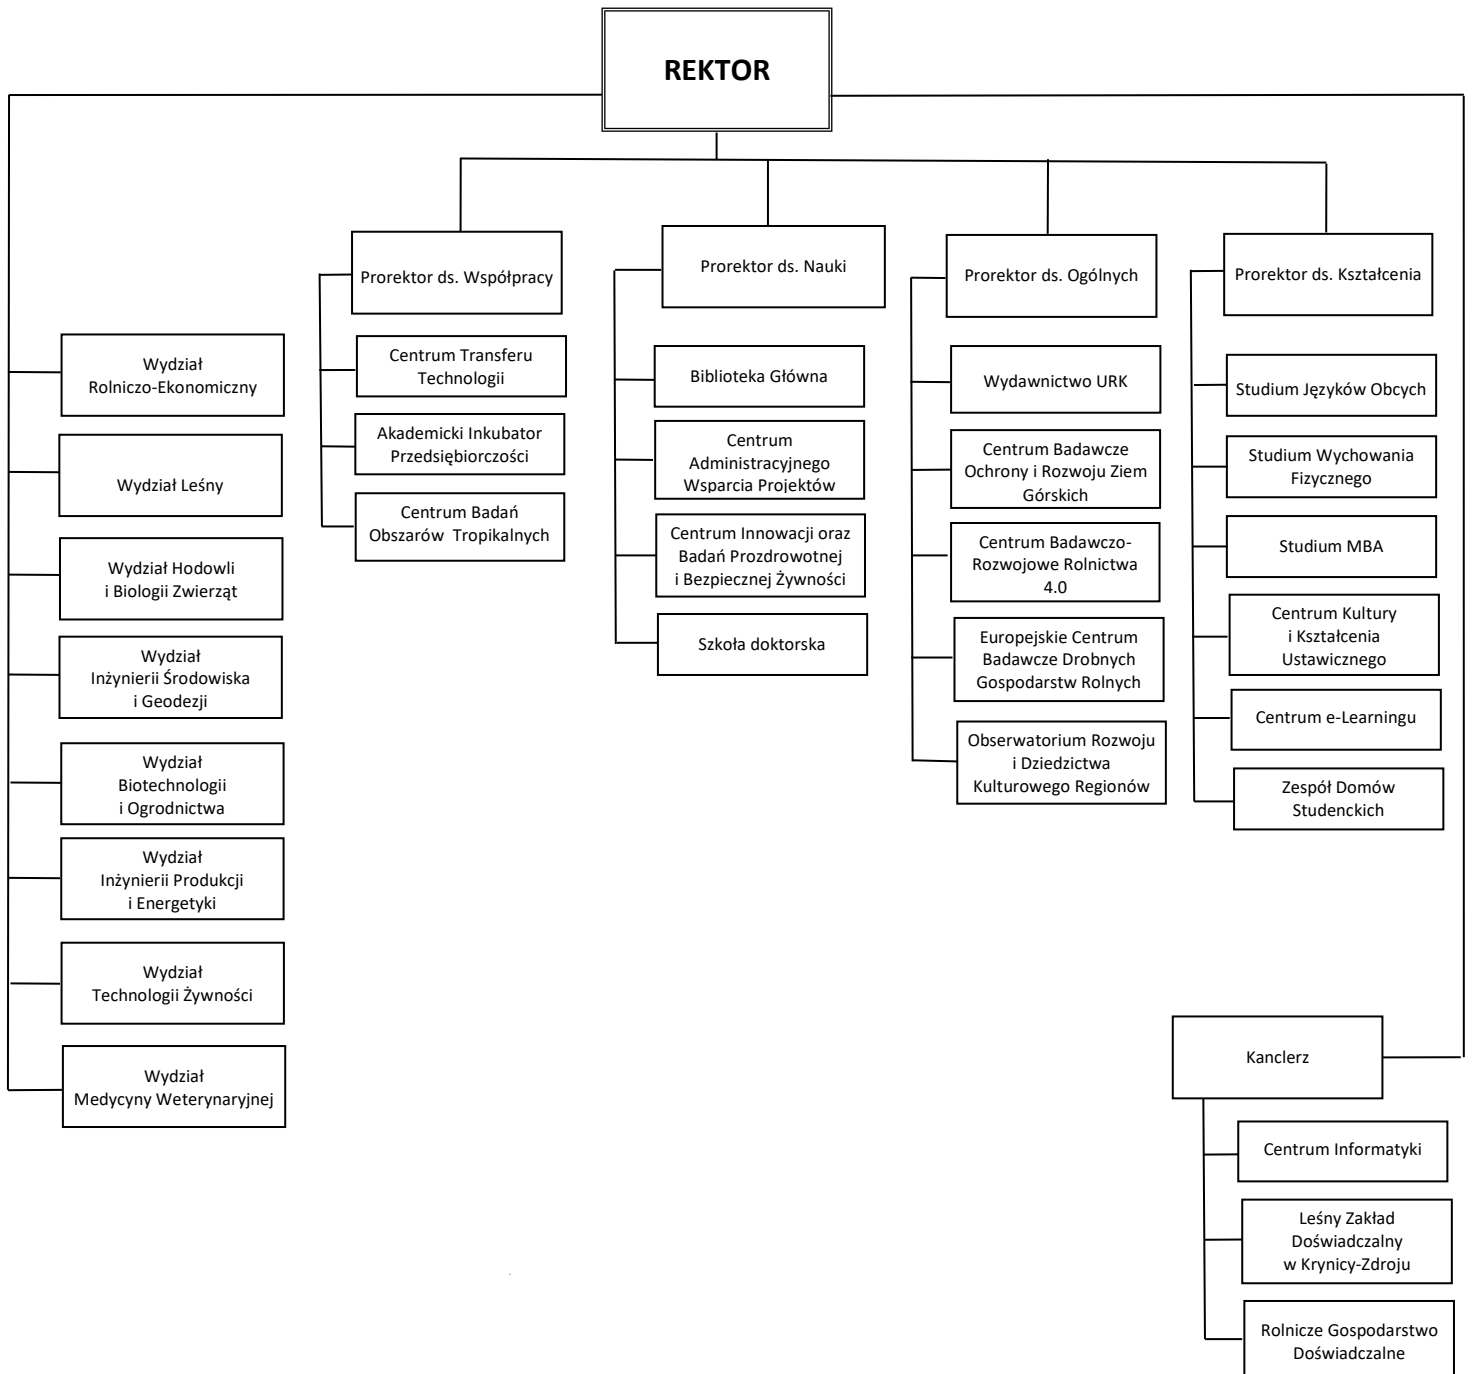 REKTOR
Prorektor ds. Współpracy
Prorektor ds. Nauki
Prorektor ds. Ogólnych
Prorektor ds. Kształcenia
Wydział
Rolniczo-Ekonomiczny
Wydział Leśny
Wydział Hodowli
i Biologii Zwierząt
Wydział
Inżynierii Środowiska
i Geodezji
Wydział
Biotechnologii
i Ogrodnictwa
Wydział
Inżynierii Produkcji
i Energetyki
Wydział
Technologii Żywności
Wydział
Medycyny Weterynaryjnej
Centrum Transferu
Technologii
Akademicki Inkubator
Przedsiębiorczości
Centrum Badań
Obszarów Tropikalnych
Biblioteka Główna
Centrum
Administracyjnego
Wsparcia Projektów
Centrum Innowacji oraz
Badań Prozdrowotnej
i Bezpiecznej Żywności
Szkoła doktorska
Wydawnictwo URK
Centrum Badawcze
Ochrony i Rozwoju Ziem
Górskich
Centrum Badawczo-
Rozwojowe Rolnictwa
4.0
Europejskie Centrum
Badawcze Drobnych
Gospodarstw Rolnych
Obserwatorium Rozwoju
i Dziedzictwa
Kulturowego Regionów
Studium Języków Obcych
Studium Wychowania
Fizycznego
Studium MBA
Centrum Kultury
i Kształcenia
Ustawicznego
Centrum e-Learningu
Zespół Domów
Studenckich
Kanclerz
Centrum Informatyki
Leśny Zakład
Doświadczalny
w Krynicy-Zdroju
Rolnicze Gospodarstwo
Doświadczalne